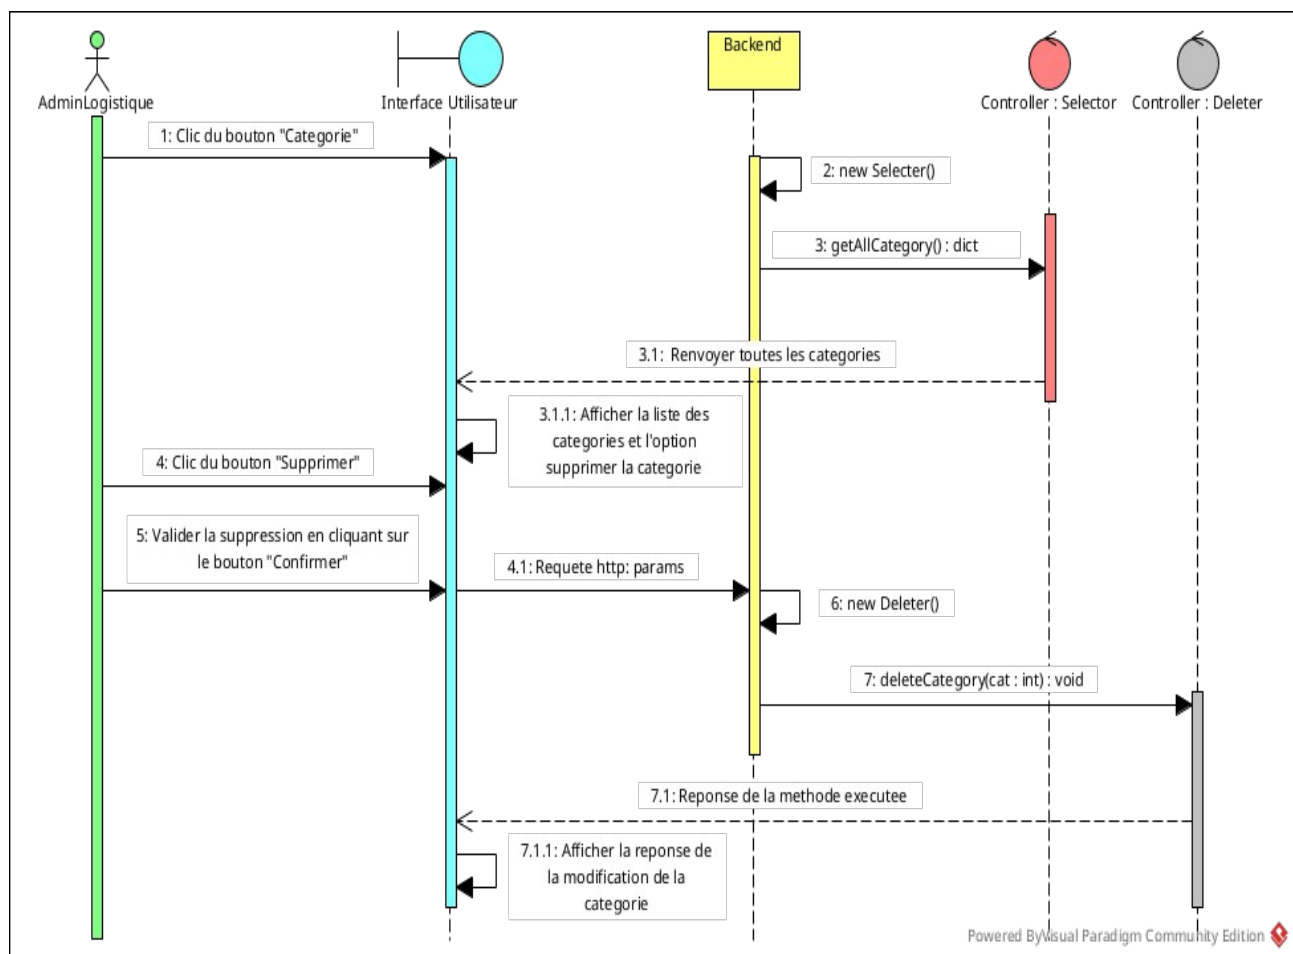 Backend
AdminLogistique
Interface Utilisateur
Controller : Selector
Controller : Deleter
1: Clic du bouton "Categorie"
2: new Selecter()
3: getAllCategory() : dict
3.1: Renvoyer toutes les categories
3.1.1: Afficher la liste des
categories et l'option
supprimer la categorie
4: Clic du bouton "Supprimer"
5: Valider la suppression en cliquant sur
le bouton "Confirmer"
4.1: Requete http: params
6: new Deleter()
7: deleteCategory(cat : int) : void
7.1: Reponse de la methode executee
7.1.1: Afficher la reponse de
la modification de la
categorie
Powered ByVisual Paradigm Community Edition